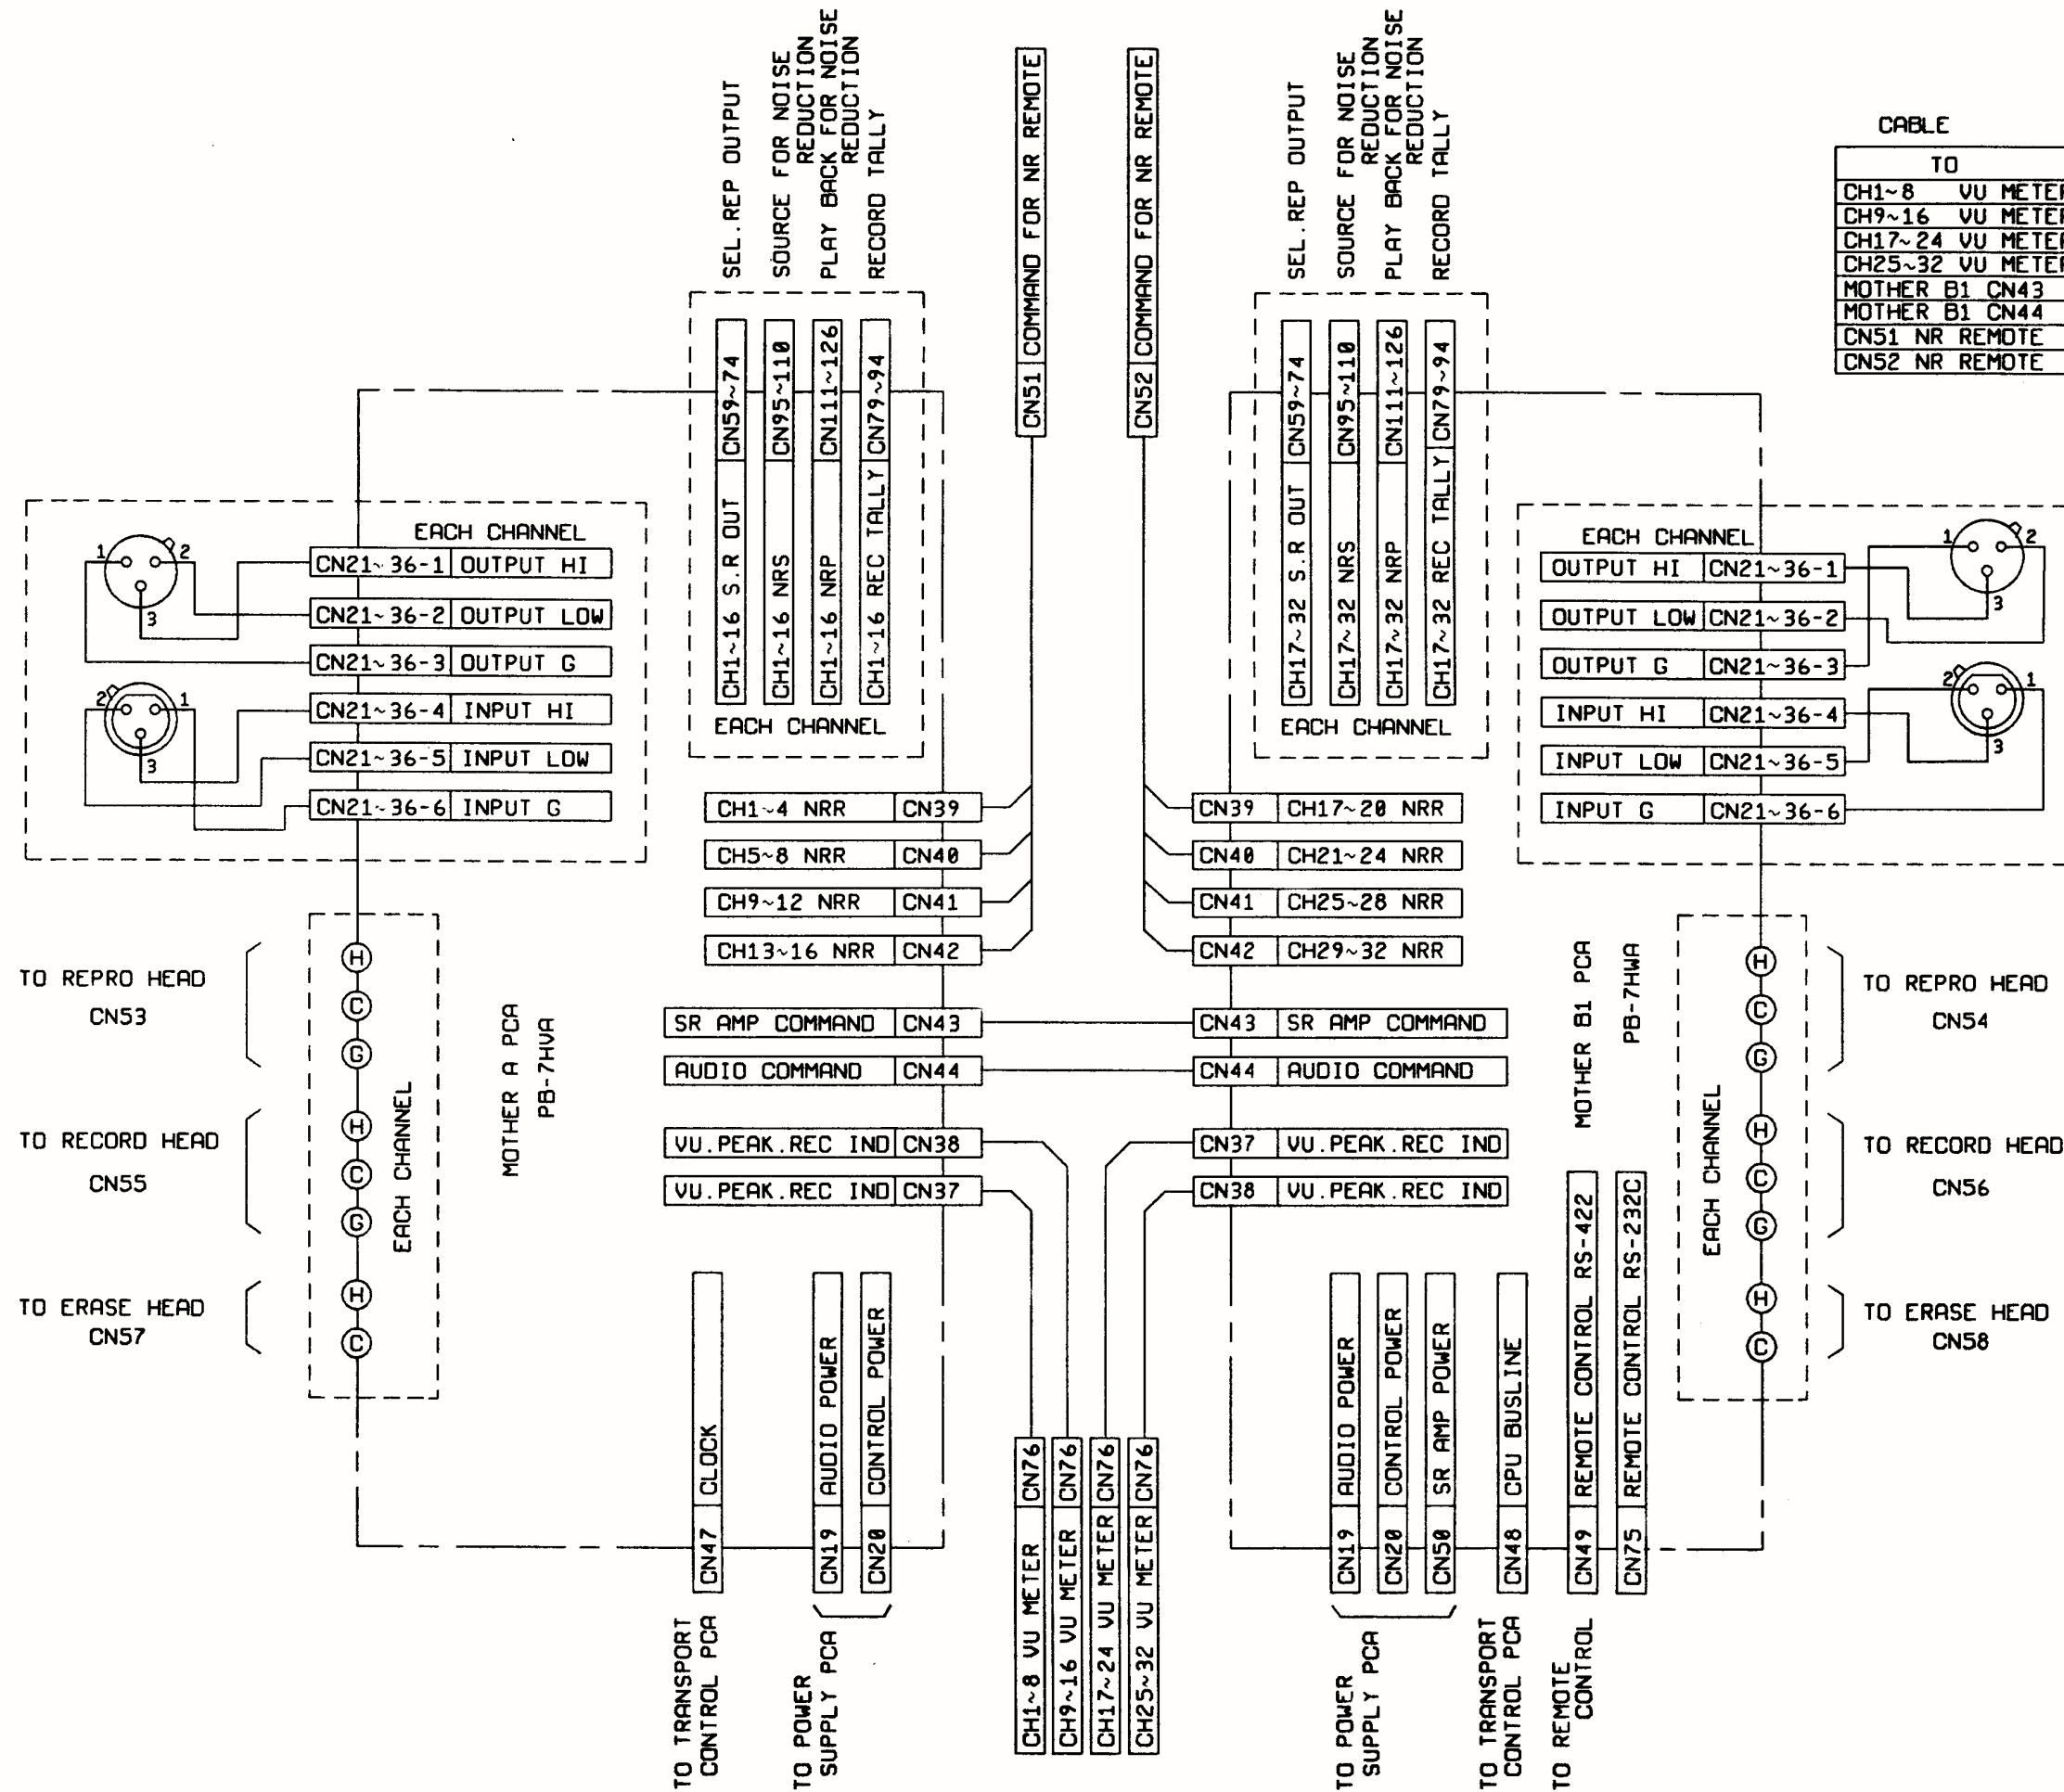 SEL.REP OUTPUT
SOURCE FOR NOISE
REDUCTION
PLAY BACK FOR NOISE
REDUCTION
RECORD TALLY
CN51 COMMAND FOR NR REMOTE
CN52 COMMAND FOR NR REMOTE
SEL.REP OUTPUT
SOURCE FOR NOISE
REDUCTION
PLAY BACK FOR NOISE
REDUCTION
RECORD TALLY
CABLE
TO
CH1~8 VU METER
CH9~16 VU METER
CH17~24 VU METER
CH25~32 VU METER
MOTHER B1 CN43
MOTHER B1 CN44
CN51 NR REMOTE
CN52 NR REMOTE
CH1~16 S.R OUT CN59~74
CH1~16 NRS CN95~110
CH1~16 NRP CN111~126
CH1~16 REC TALLY CN79~94
EACH CHANNEL
CH17~32 S.R OUT CN59~74
CH17~32 NRS CN95~110
CH17~32 NRP CN111~126
CH17~32 REC TALLY CN79~94
EACH CHANNEL
EACH CHANNEL
1 2 3
CN21~36-1 OUTPUT HI
CN21~36-2 OUTPUT LOW
CN21~36-3 OUTPUT G
2 1 3
CN21~36-4 INPUT HI
CN21~36-5 INPUT LOW
CN21~36-6 INPUT G
EACH CHANNEL
1 2 3
OUTPUT HI CN21~36-1
OUTPUT LOW CN21~36-2
OUTPUT G CN21~36-3
2 1 3
INPUT HI CN21~36-4
INPUT LOW CN21~36-5
INPUT G CN21~36-6
CH1~4 NRR CN39
CH5~8 NRR CN40
CH9~12 NRR CN41
CH13~16 NRR CN42
CN39 CH17~20 NRR
CN40 CH21~24 NRR
CN41 CH25~28 NRR
CN42 CH29~32 NRR
SR AMP COMMAND CN43
AUDIO COMMAND CN44
VU.PEAK.REC IND CN38
VU.PEAK.REC IND CN37
CN43 SR AMP COMMAND
CN44 AUDIO COMMAND
CN37 VU.PEAK.REC IND
CN38 VU.PEAK.REC IND
TO REPRO HEAD
CN53
H
C
G
TO RECORD HEAD
CN55
H
C
G
TO ERASE HEAD
CN57
H
C
EACH CHANNEL
MOTHER A PCA
PB-7HVA
MOTHER B1 PCA
PB-7HWA
EACH CHANNEL
H
C
G
TO REPRO HEAD
CN54
H
C
G
TO RECORD HEAD
CN56
H
C
TO ERASE HEAD
CN58
CN47 CLOCK
CN19 AUDIO POWER
CN20 CONTROL POWER
TO TRANSPORT
CONTROL PCA
TO POWER
SUPPLY PCA
CH1~8 VU METER CN76
CH9~16 VU METER CN76
CH17~24 VU METER CN76
CH25~32 VU METER CN76
CN19 AUDIO POWER
CN20 CONTROL POWER
CN50 SR AMP POWER
CN48 CPU BUSLINE
CN49 REMOTE CONTROL RS-422
CN75 REMOTE CONTROL RS-232C
TO POWER
SUPPLY PCA
TO TRANSPORT
CONTROL PCA
TO REMOTE
CONTROL